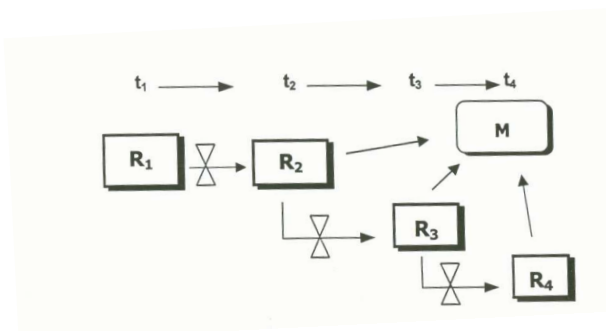 t₁ t₂ t₃ t₄
M
R₁ R₂
R₃
R₄